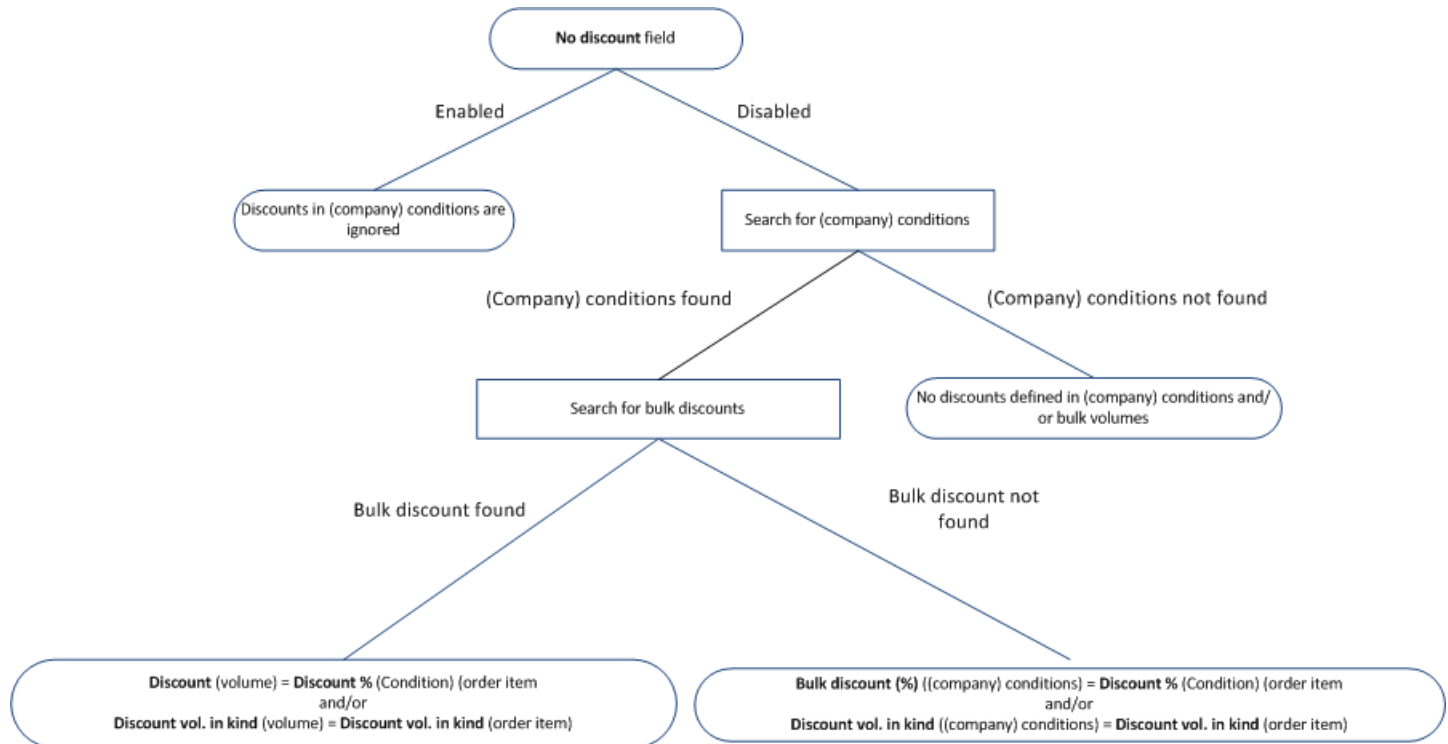 No discount field
Enabled
Disabled
Discounts in (company) conditions are
ignored
Search for (company) conditions
(Company) conditions found
(Company) conditions not found
Search for bulk discounts
No discounts defined in (company) conditions and/
or bulk volumes
Bulk discount found
Bulk discount not
found
Discount (volume) = Discount % (Condition) (order item
and/or
Discount vol. in kind (volume) = Discount vol. in kind (order item)
Bulk discount (%) ((company) conditions) = Discount % (Condition) (order item
and/or
Discount vol. in kind ((company) conditions) = Discount vol. in kind (order item)